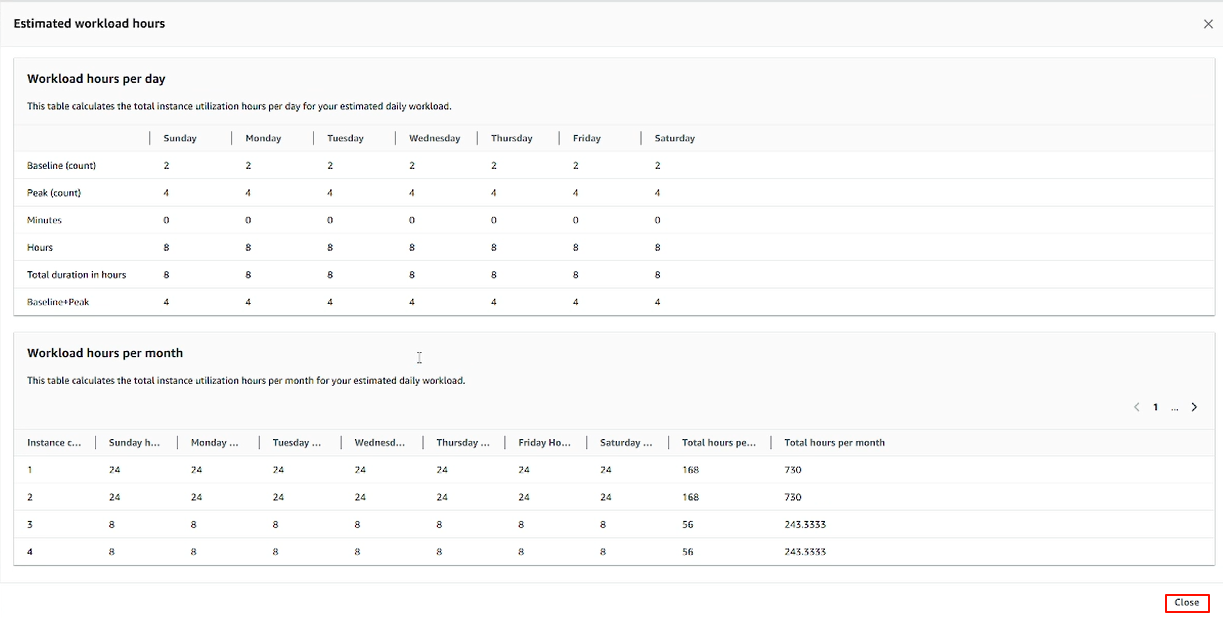 Estimated workload hours
Workload hours per day
This table calculates the total instance utilization hours per day for your estimated daily workload.
Sunday Monday Tuesday Wednesday Thursday Friday Saturday
Baseline (count) 2 2 2 2 2 2 2
Peak (count) 4 4 4 4 4 4 4
Minutes 0 0 0 0 0 0 0
Hours 8 8 8 8 8 8 8
Total duration in hours 8 8 8 8 8 8 8
Baseline+Peak 4 4 4 4 4 4 4
Workload hours per month
This table calculates the total instance utilization hours per month for your estimated daily workload.
1 ...
Instance c... Sunday h... Monday ... Tuesday ... Wednesd... Thursday ... Friday Ho... Saturday ... Total hours pe... Total hours per month
1 24 24 24 24 24 24 24 168 730
2 24 24 24 24 24 24 24 168 730
3 8 8 8 8 8 8 8 56 243.3333
4 8 8 8 8 8 8 8 56 243.3333
Close